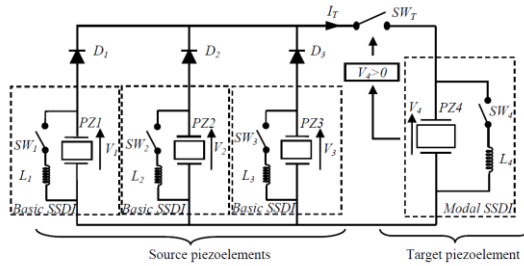 I_T
SW_T
D_1
D_2
D_3
V_4>0
PZ1
PZ2
PZ3
PZ4
SW_1
V_1
SW_2
V_2
SW_3
V_3
V_4
SW_4
L_1
L_2
L_3
L_4
Basic SSDI
Basic SSDI
Basic SSDI
Modal SSDI
Source piezoelements
Target piezoelement